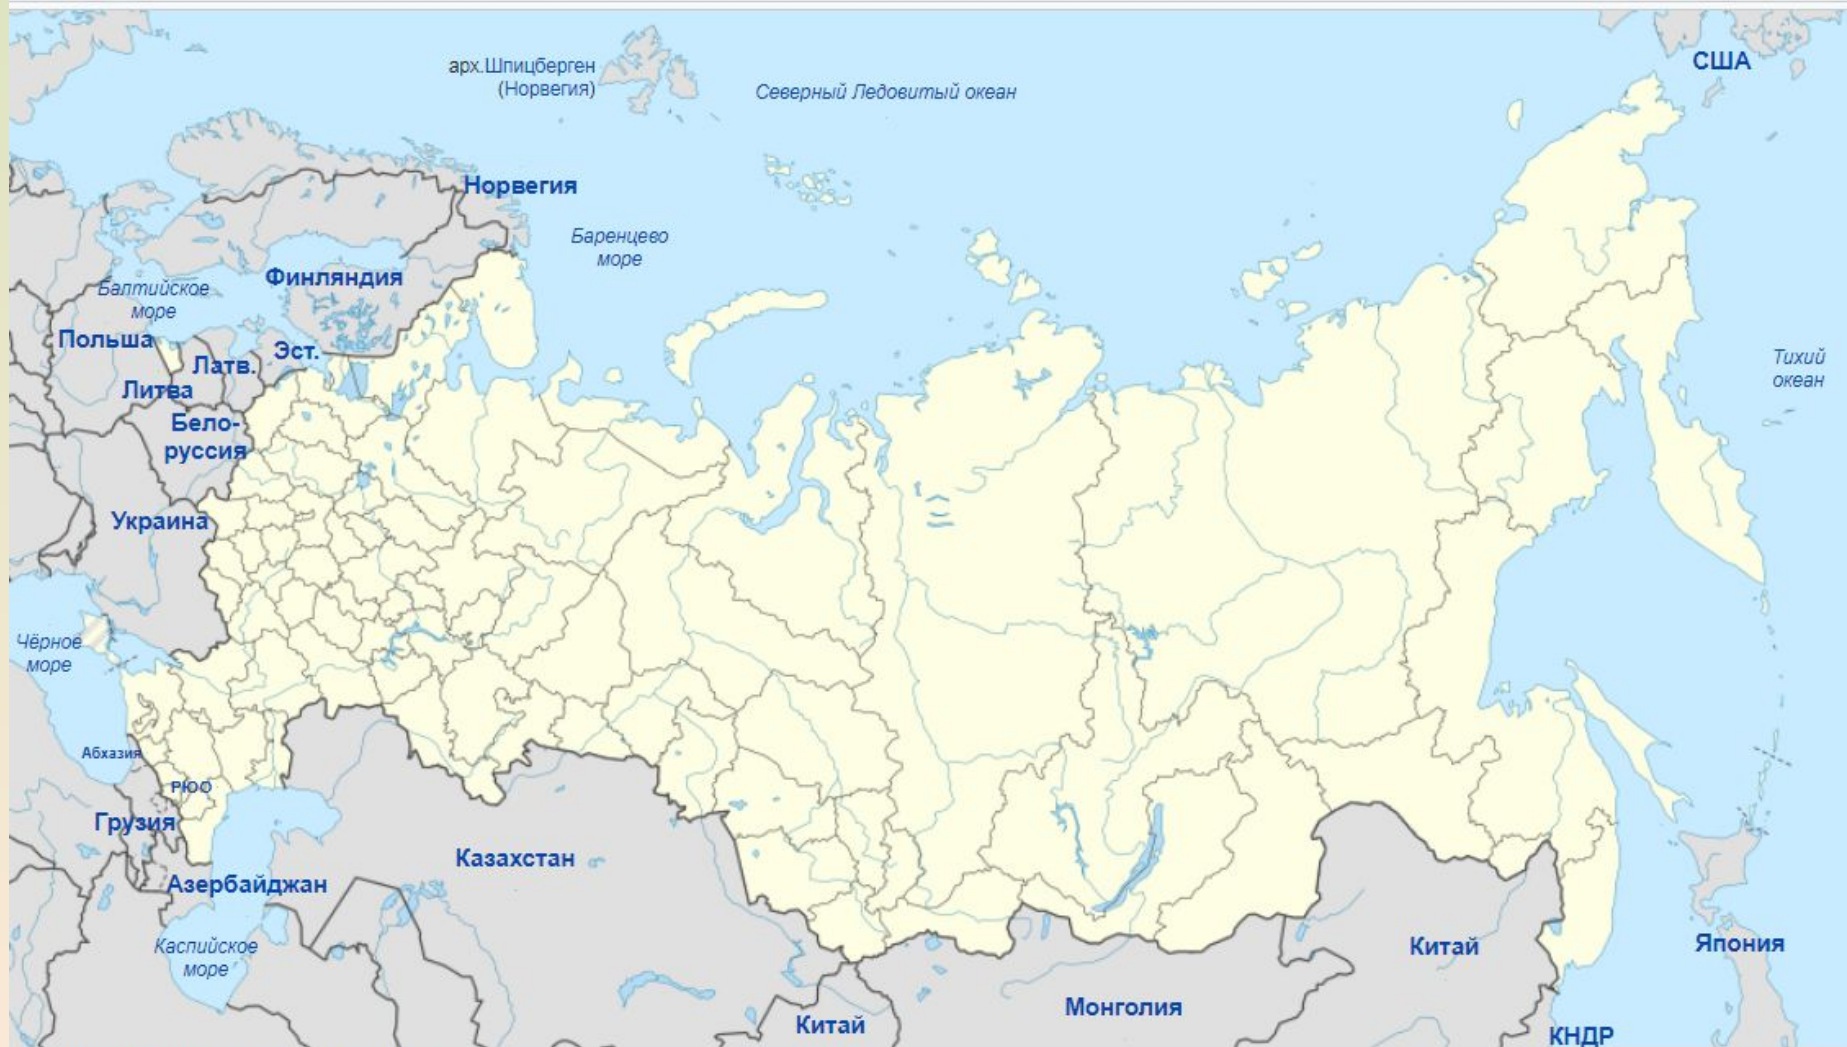 США
арх.Шпицберген
(Норвегия)
Северный Ледовитый океан
Норвегия
Баренцево
море
Финляндия
Балтийское
море
Польша
Эст.
Латв.
Литва
Тихий
океан
Бело-
руссия
Украина
Чёрное
море
Абхазия
РЮО
Грузия
Казахстан
Азербайджан
Каспийское
море
Китай
Япония
Монголия
Китай
КНДР